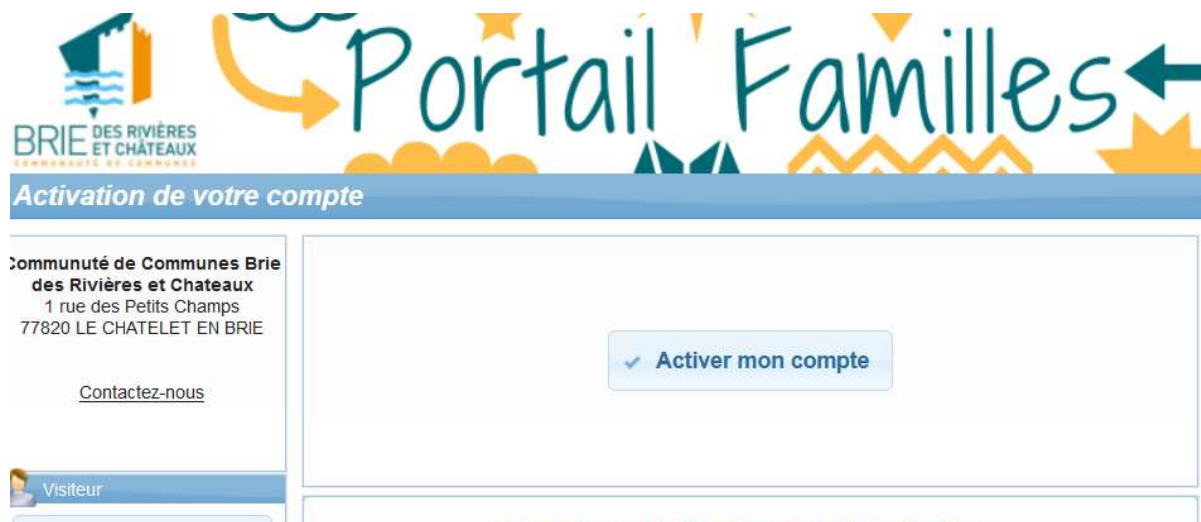 Portail Familles
BRIE DES RIVIÈRES
ET CHÂTEAUX
COMMUNAUTÉ DE COMMUNES
Activation de votre compte
Communuté de Communes Brie
des Rivières et Chateaux
1 rue des Petits Champs
77820 LE CHATELET EN BRIE
Contactez-nous
Activer mon compte
Visiteur